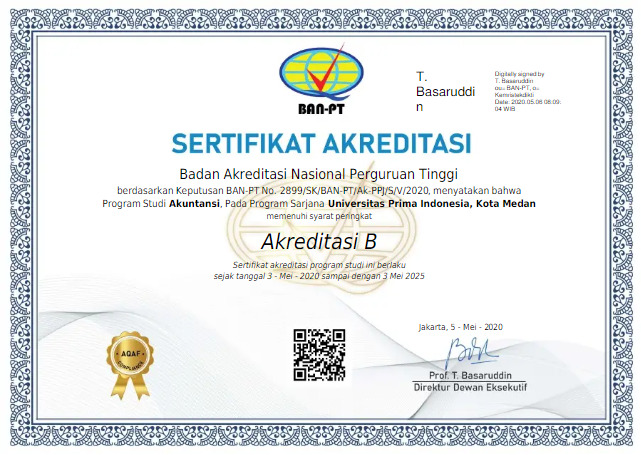 BAN-PT
T.
Basaruddi
n
Digitally signed by
T. Basaruddin
ou= BAN-PT, o=
Kemristekdikti
Date: 2020.05.06 08:09:
04 WIB
SERTIFIKAT AKREDITASI
Badan Akreditasi Nasional Perguruan Tinggi
berdasarkan Keputusan BAN-PT No. 2899/SK/BAN-PT/Ak-PPJ/S/V/2020, menyatakan bahwa
Program Studi Akuntansi, Pada Program Sarjana Universitas Prima Indonesia, Kota Medan
memenuhi syarat peringkat
Akreditasi B
Sertifikat akreditasi program studi ini berlaku
sejak tanggal 3 - Mei - 2020 sampai dengan 3 Mei 2025
Jakarta, 5 - Mei - 2020
AQAF
COMPLIANCE
Prof. T. Basaruddin
Direktur Dewan Eksekutif